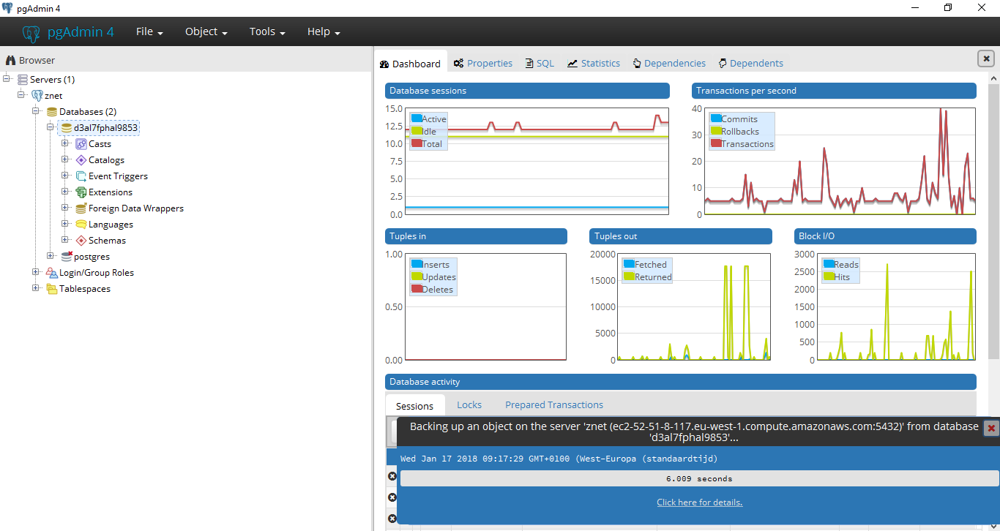 pgAdmin 4
pgAdmin 4 File Object Tools Help
Browser
Servers (1)
znet
Databases (2)
d3al7fphal9853
Casts
Catalogs
Event Triggers
Extensions
Foreign Data Wrappers
Languages
Schemas
postgres
Login/Group Roles
Tablespaces
Dashboard Properties SQL Statistics Dependencies Dependents
Database sessions
15.0
12.5
10.0
7.5
5.0
2.5
0.0
Active
Idle
Total
Transactions per second
40
30
20
10
0
Commits
Rollbacks
Transactions
Tuples in
1.00
0.50
0.00
Inserts
Updates
Deletes
Tuples out
20000
15000
10000
5000
0
Fetched
Returned
Block I/O
3000
2500
2000
1500
1000
500
0
Reads
Hits
Database activity
Sessions Locks Prepared Transactions
Backing up an object on the server 'znet (ec2-52-51-8-117.eu-west-1.compute.amazonaws.com:5432)' from database
'd3al7fphal9853'...
Wed Jan 17 2018 09:17:29 GMT+0100 (West-Europa (standaardtijd)
6.009 seconds
Click here for details.